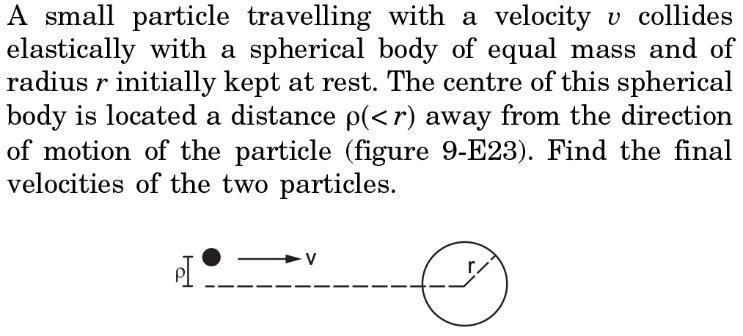 A small particle travelling with a velocity v collides
elastically with a spherical body of equal mass and of
radius r initially kept at rest. The centre of this spherical
body is located a distance ρ(< r) away from the direction
of motion of the particle (figure 9-E23). Find the final
velocities of the two particles.
v
r
ρ